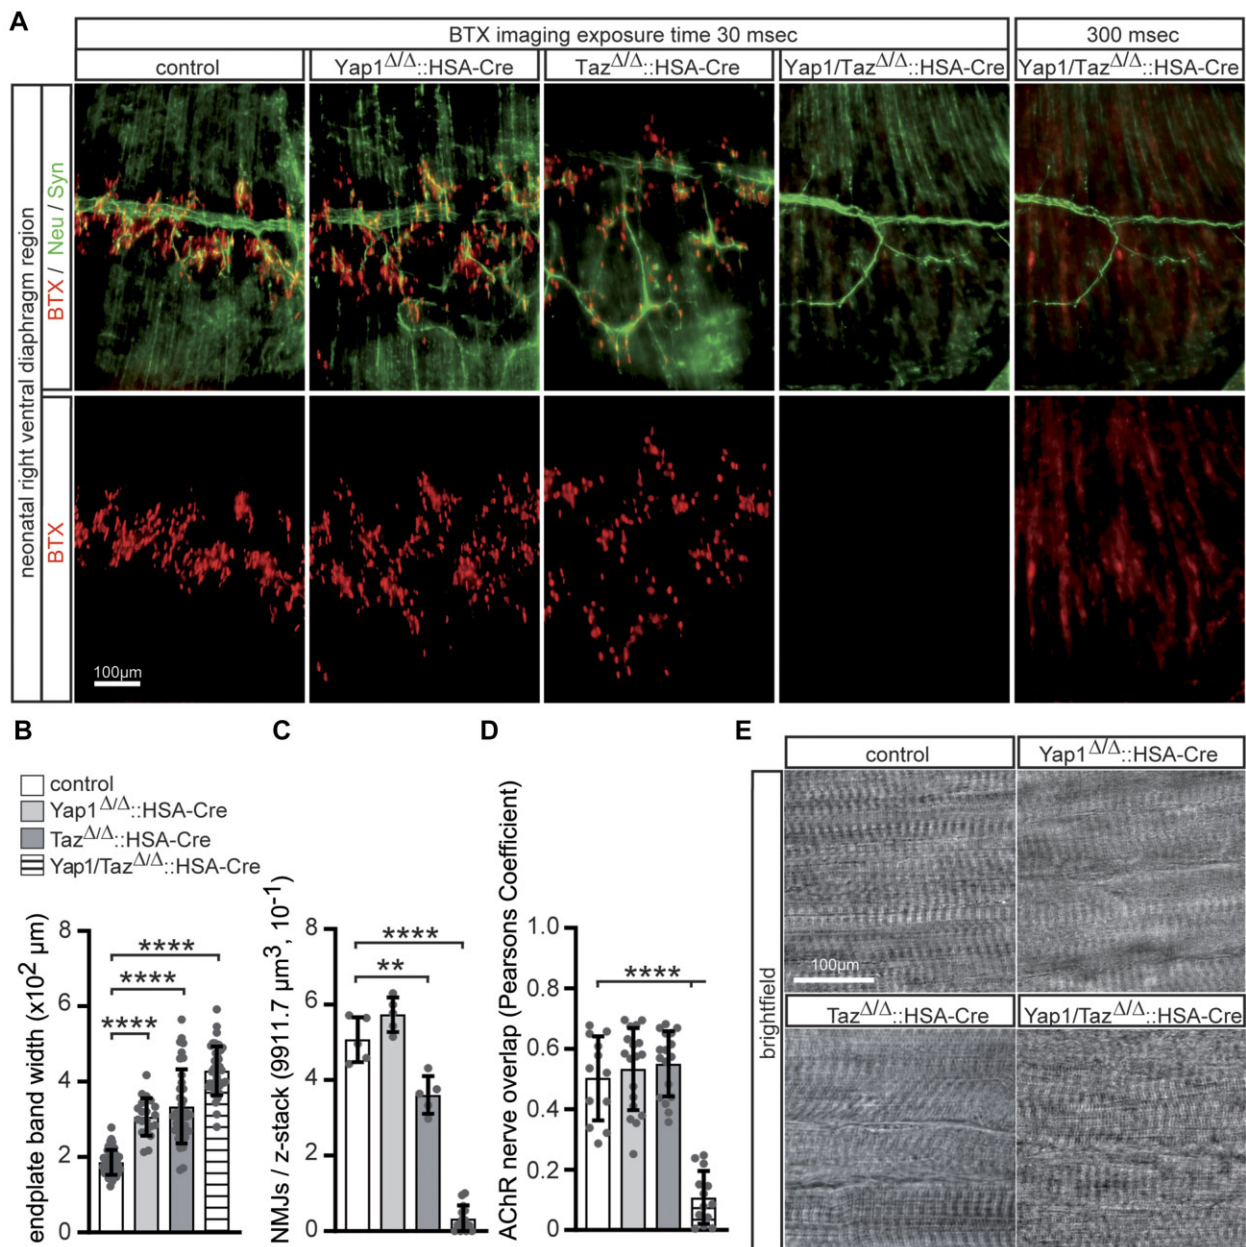 A
BTX imaging exposure time 30 msec
300 msec
control
Yap1Δ/Δ::HSA-Cre
TazΔ/Δ::HSA-Cre
Yap1/TazΔ/Δ::HSA-Cre
Yap1/TazΔ/Δ::HSA-Cre
neonatal right ventral diaphragm region
BTX / Neu / Syn
BTX
100µm
B
control
Yap1Δ/Δ::HSA-Cre
TazΔ/Δ::HSA-Cre
Yap1/TazΔ/Δ::HSA-Cre
endplate band width (x10² µm)
8
6
4
2
0
****
****
****
C
NMJs / z-stack (9911.7 µm³, 10⁻¹)
8
6
4
2
0
****
**
D
AChR nerve overlap (Pearsons Coefficient)
1.0
0.8
0.6
0.4
0.2
0
****
E
control
Yap1Δ/Δ::HSA-Cre
brightfield
100µm
TazΔ/Δ::HSA-Cre
Yap1/TazΔ/Δ::HSA-Cre